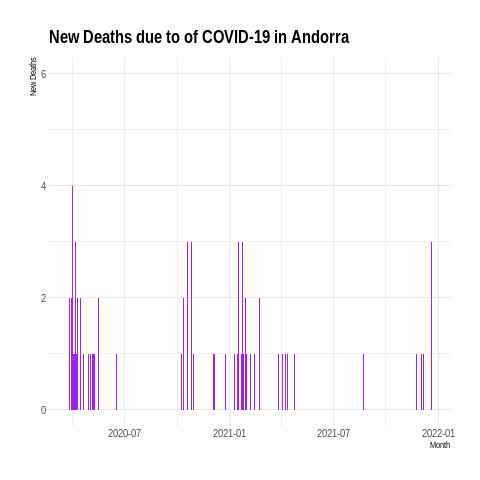 New Deaths due to of COVID-19 in Andorra
New Deaths
6
4
2
0
2020-07
2021-01
2021-07
2022-01
Month